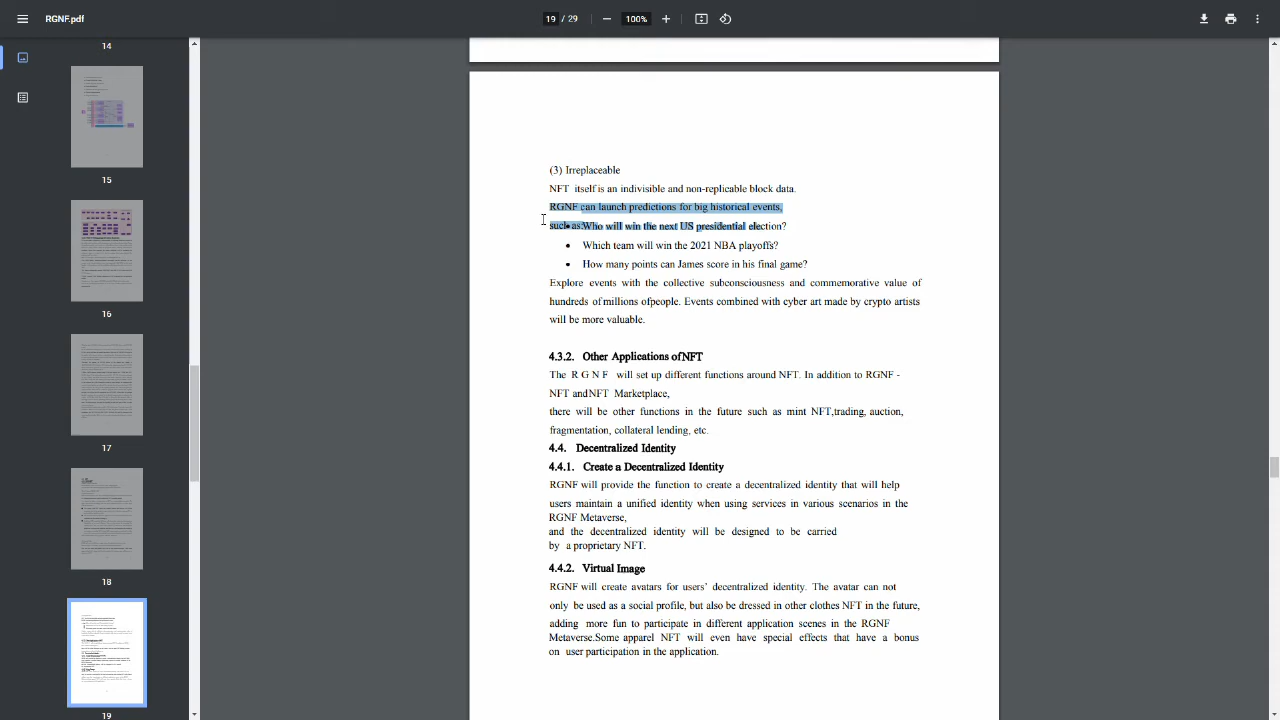 RGNF.pdf
19 / 29
100%
14
15
16
17
18
19
(3) Irreplaceable
NFT itself is an indivisible and non-replicable block data.
RGNF can launch predictions for big historical events,
such as:
• Who will win the next US presidential election?
• Which team will win the 2021 NBA playoffs?
• How many points can James score in his final game?
Explore events with the collective subconsciousness and commemorative value of
hundreds of millions ofpeople. Events combined with cyber art made by crypto artists
will be more valuable.
4.3.2. Other Applications ofNFT
The R G N F will set up different functions around NFT. In addition to RGNF -
NFT andNFT Marketplace,
there will be other functions in the future such as mint NFT,trading, auction,
fragmentation, collateral lending, etc.
4.4. Decentralized Identity
4.4.1. Create a Decentralized Identity
RGNF will provide the function to create a decentralized identity that will help
users maintain a unified identity when using services in various scenarios in the
RGNF Metaverse,
and the decentralized identity will be designed to be carried
by a proprietary NFT.
4.4.2. Virtual Image
RGNF will create avatars for users' decentralized identity. The avatar can not
only be used as a social profile, but also be dressed in other clothes NFT in the future,
adding more fun to participate in different applications in the RGNF
Metaverse.Some apparel NFT will even have special effects that have a bonus
on user participation in the application.